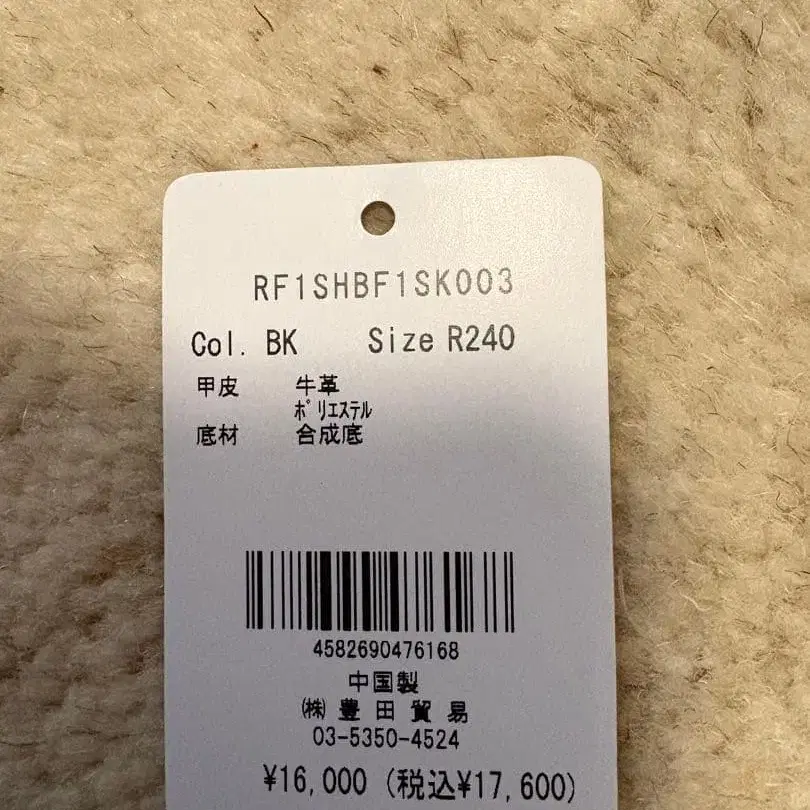 RF1SHBF1SK003
Col. BK Size R240
甲皮 牛革
ﾎﾟﾘｴｽﾃﾙ
底材 合成底
4582690476168
中国製
㈱ 豊田貿易
03-5350-4524
¥16,000 (税込¥17,600)